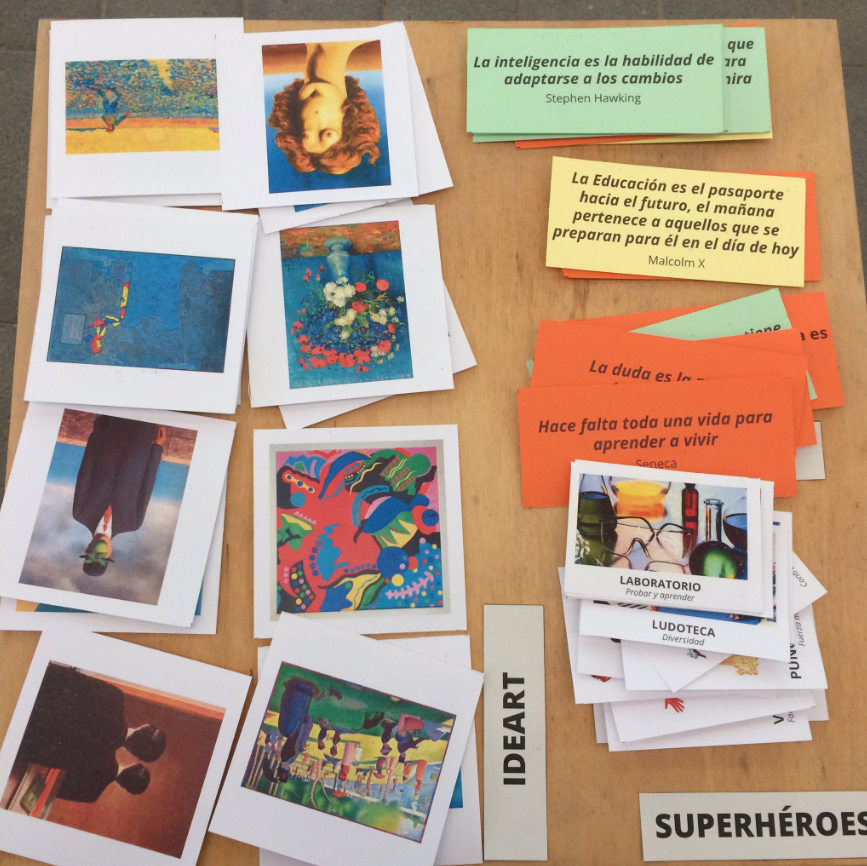 La inteligencia es la habilidad de
adaptarse a los cambios
Stephen Hawking
que
La Educación es el pasaporte
hacia el futuro, el mañana
pertenece a aquellos que se
preparan para él en el día de hoy
Malcolm X
a es
La duda es la
Hace falta toda una vida para
aprender a vivir
Seneca
LABORATORIO
Probar y aprender
LUDOTECA
Diversidad
IDEART
SUPERHÉROES